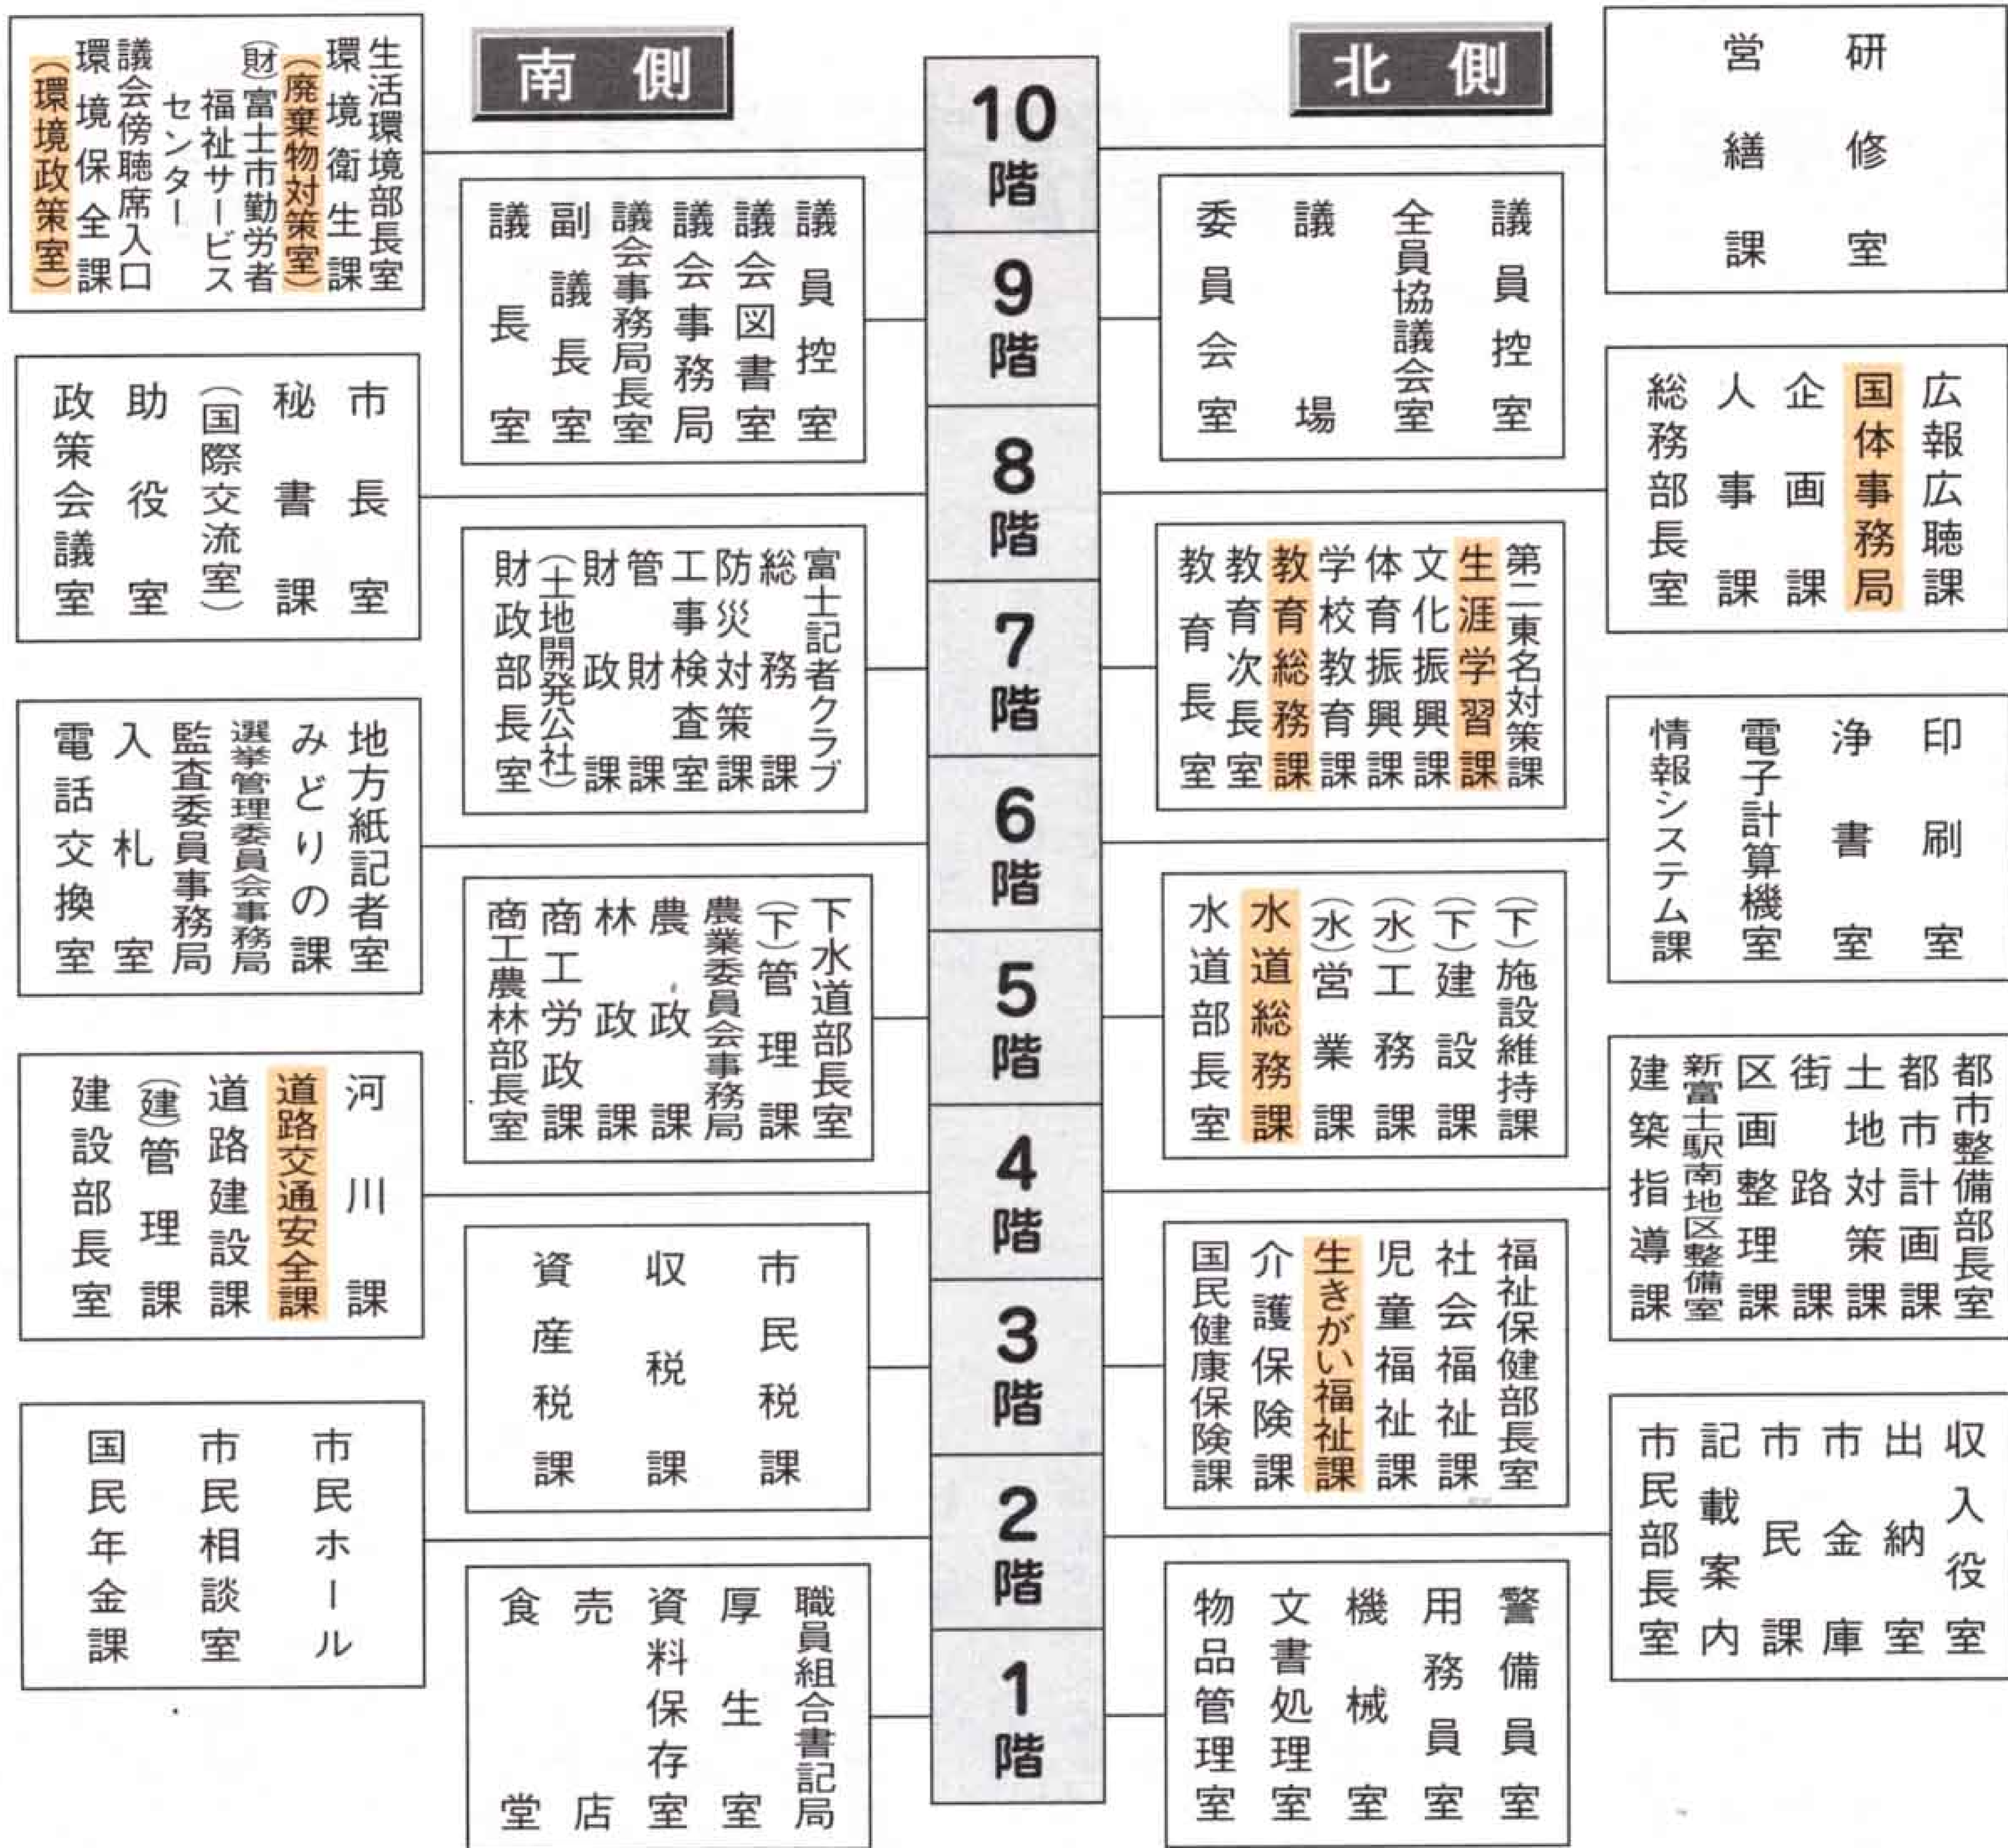 南側
北側
10階
生活環境部長室
環境衛生課
(廃棄物対策室)
(財)富士市勤労者
福祉サービス
センター
議会傍聴席入口
環境保全課
(環境政策室)
研修室
営繕課
9階
議員控室
議会図書室
議会事務局
議会事務局長室
副議長室
議長室
議員控室
全員協議会室
議場
委員会室
8階
市長室
秘書課
(国際交流室)
助役室
政策会議室
広報広聴課
国体事務局
企画課
人事課
総務部長室
7階
富士記者クラブ
総務課
防災対策課
工事検査室
管財課
財政課
(土地開発公社)
財政部長室
第二東名対策課
生涯学習課
文化振興課
体育振興課
学校教育課
教育総務課
教育次長室
教育長室
6階
地方紙記者室
みどりの課
選挙管理委員会事務局
監査委員事務局
入札室
電話交換室
印刷室
浄書室
電子計算機室
情報システム課
5階
下水道部長室
(下)管理課
農業委員会事務局
農政課
林政課
商工労政課
商工農林部長室
(下)施設維持課
(下)建設課
(水)工務課
(水)営業課
水道総務課
水道部長室
4階
河川課
道路交通安全課
道路建設課
(建)管理課
建設部長室
都市整備部長室
都市計画課
土地対策課
街路課
区画整理課
新富士駅南地区整備室
建築指導課
3階
市民税課
収税課
資産税課
福祉保健部長室
社会福祉課
児童福祉課
生きがい福祉課
介護保険課
国民健康保険課
2階
市民ホール
市民相談室
国民年金課
収入役室
出納室
市金庫
市民課
記載案内
市民部長室
1階
職員組合書記局
厚生室
資料保存室
売店
食堂
警備員室
用務員室
機械室
文書処理室
物品管理室